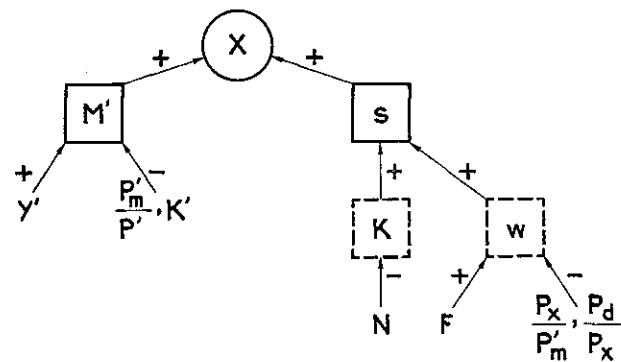 X
+ +
M' s
+ − + +
Y' P'm/P', K' K w
− + −
N F Px/P'm, Pd/Px